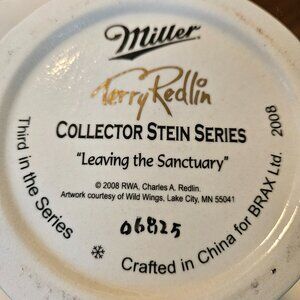 Miller
Terry Redlin
COLLECTOR STEIN SERIES
"Leaving the Sanctuary"
© 2008 RWA, Charles A. Redlin.
Artwork courtesy of Wild Wings, Lake City, MN 55041
06825
Third in the Series
Crafted in China for BRAX Ltd. 2008